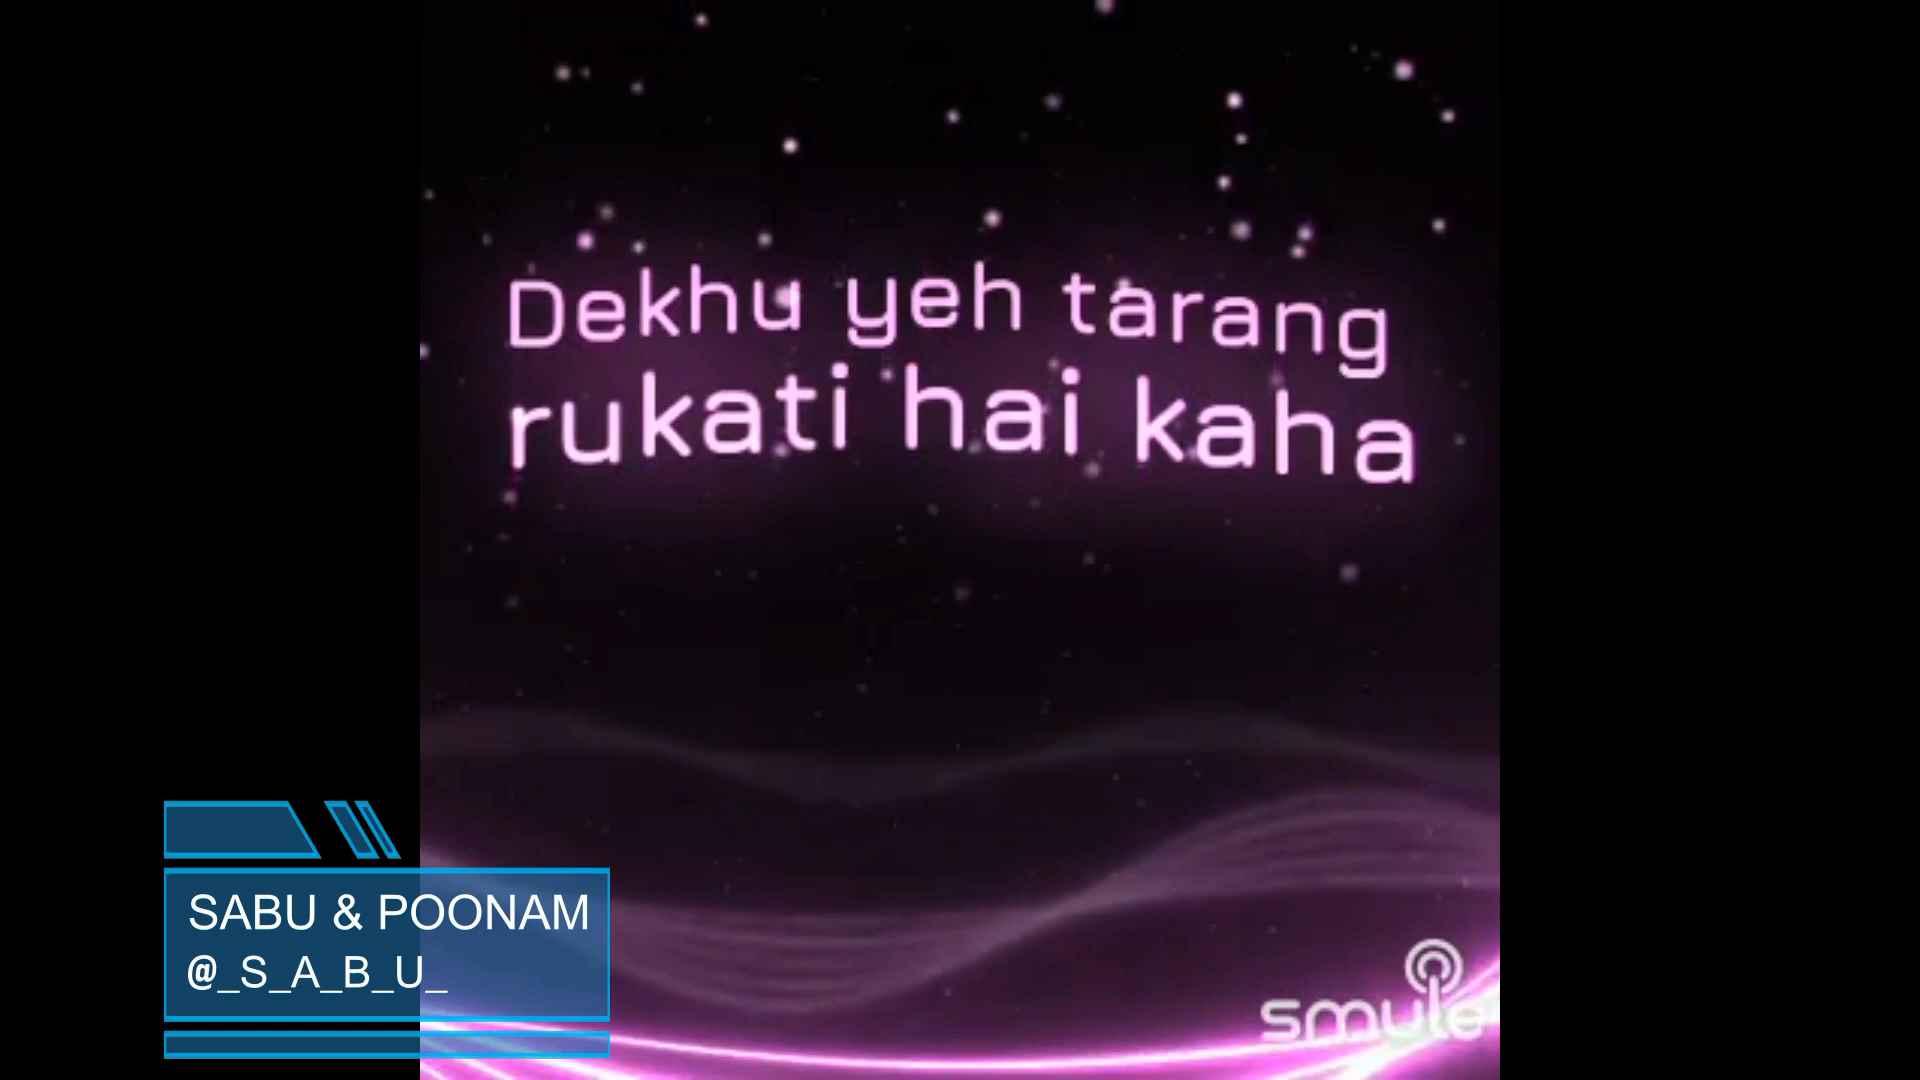 Dekhu yeh tarang
rukati hai kaha
SABU & POONAM
@_S_A_B_U_
smule